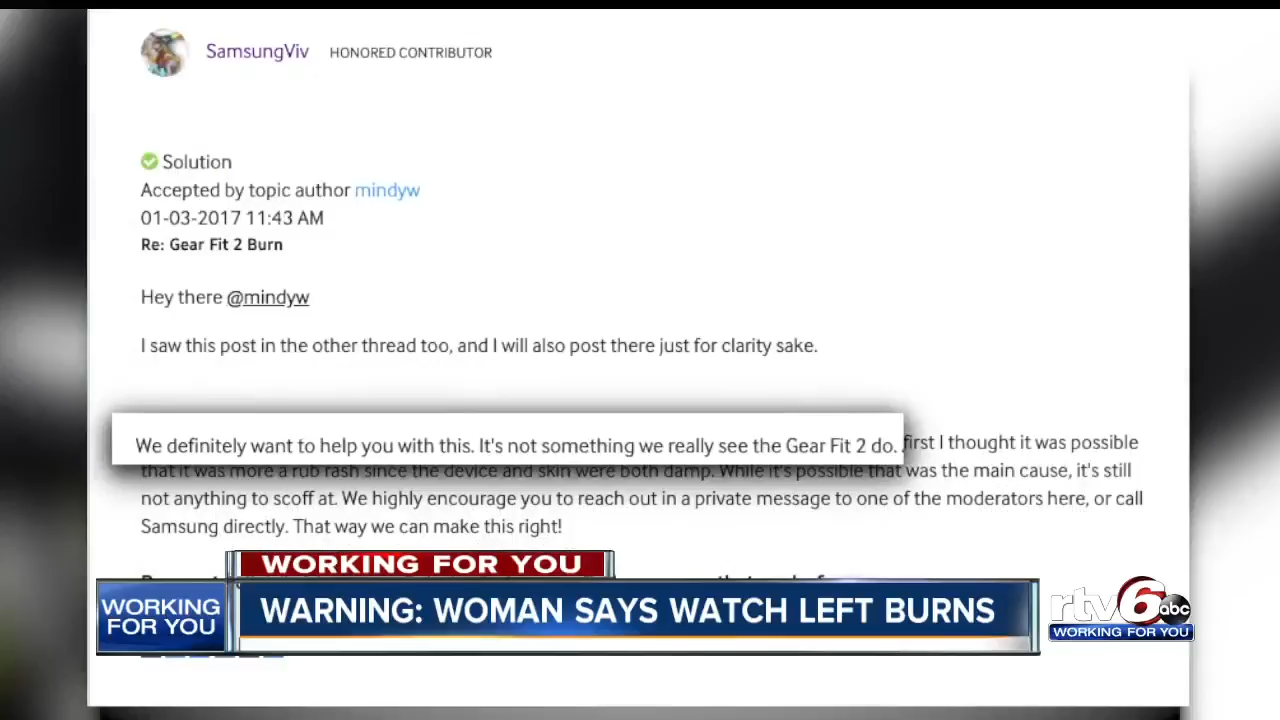 SamsungViv HONORED CONTRIBUTOR
Solution
Accepted by topic author mindyw
01-03-2017 11:43 AM
Re: Gear Fit 2 Burn
Hey there @mindyw
I saw this post in the other thread too, and I will also post there just for clarity sake.
We definitely want to help you with this. It's not something we really see the Gear Fit 2 do. first I thought it was possible
that it was more a rub rash since the device and skin were both damp. While it's possible that was the main cause, it's still
not anything to scoff at. We highly encourage you to reach out in a private message to one of the moderators here, or call
Samsung directly. That way we can make this right!
WORKING FOR YOU
WORKING
FOR YOU
WARNING: WOMAN SAYS WATCH LEFT BURNS
rtv6 abc
WORKING FOR YOU